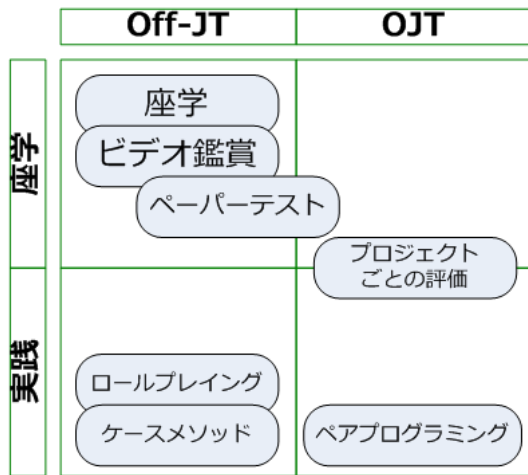 Off-JT
OJT
座学
座学
ビデオ鑑賞
ペーパーテスト
プロジェクト
ごとの評価
実践
ロールプレイング
ケースメソッド
ペアプログラミング